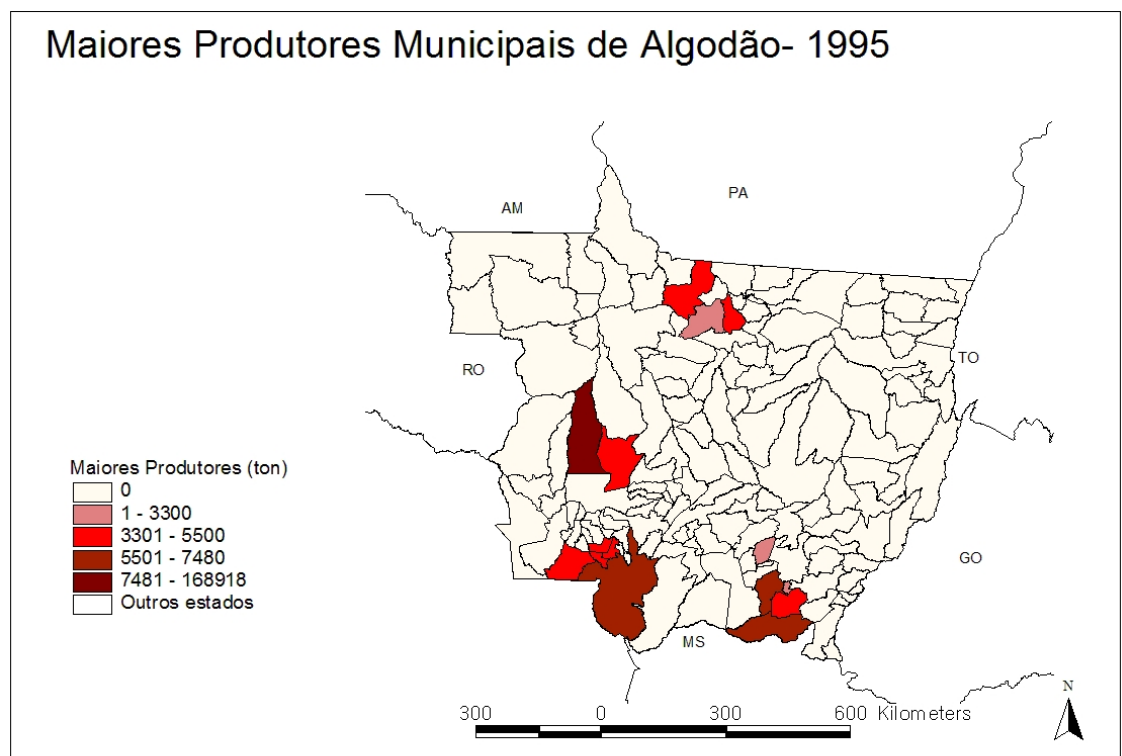 Maiores Produtores Municipais de Algodão- 1995
PA
AM
RO
TO
GO
MS
Maiores Produtores (ton)
0
1 - 3300
3301 - 5500
5501 - 7480
7481 - 168918
Outros estados
N
300 0 300 600 Kilometers